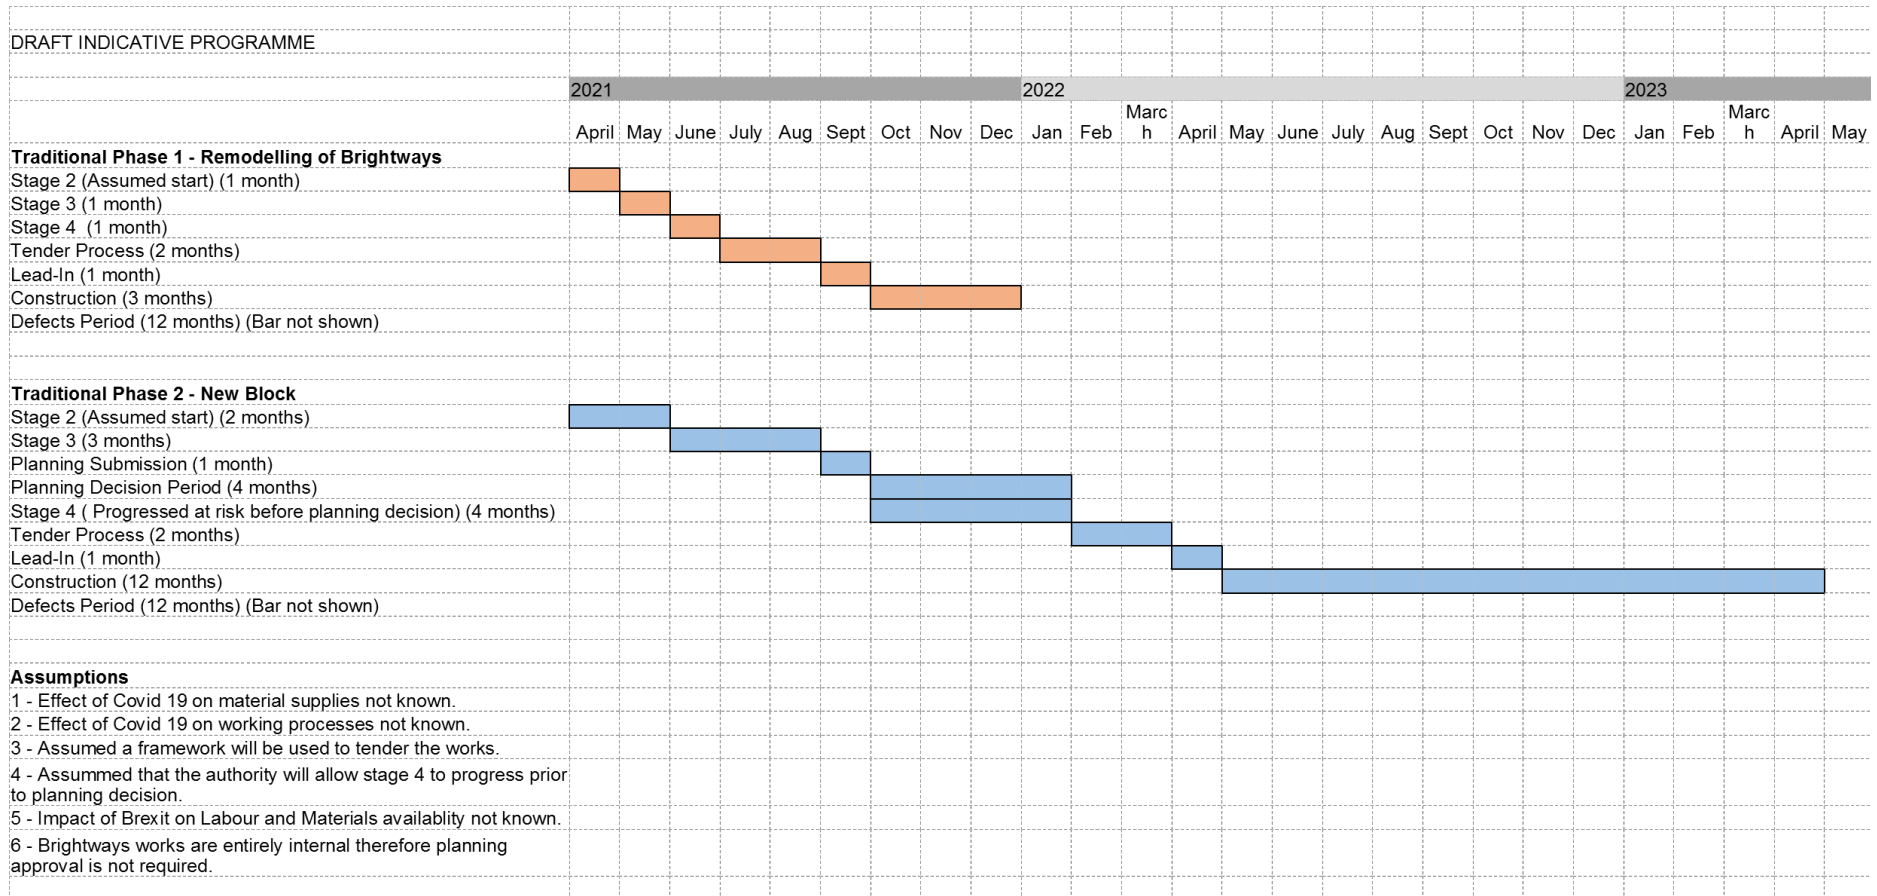 DRAFT INDICATIVE PROGRAMME
2021 2022 2023
April May June July Aug Sept Oct Nov Dec Jan Feb Marc
h April May June July Aug Sept Oct Nov Dec Jan Feb Marc
h April May
Traditional Phase 1 - Remodelling of Brightways
Stage 2 (Assumed start) (1 month)
Stage 3 (1 month)
Stage 4 (1 month)
Tender Process (2 months)
Lead-In (1 month)
Construction (3 months)
Defects Period (12 months) (Bar not shown)
Traditional Phase 2 - New Block
Stage 2 (Assumed start) (2 months)
Stage 3 (3 months)
Planning Submission (1 month)
Planning Decision Period (4 months)
Stage 4 ( Progressed at risk before planning decision) (4 months)
Tender Process (2 months)
Lead-In (1 month)
Construction (12 months)
Defects Period (12 months) (Bar not shown)
Assumptions
1 - Effect of Covid 19 on material supplies not known.
2 - Effect of Covid 19 on working processes not known.
3 - Assumed a framework will be used to tender the works.
4 - Assummed that the authority will allow stage 4 to progress prior
to planning decision.
5 - Impact of Brexit on Labour and Materials availablity not known.
6 - Brightways works are entirely internal therefore planning
approval is not required.